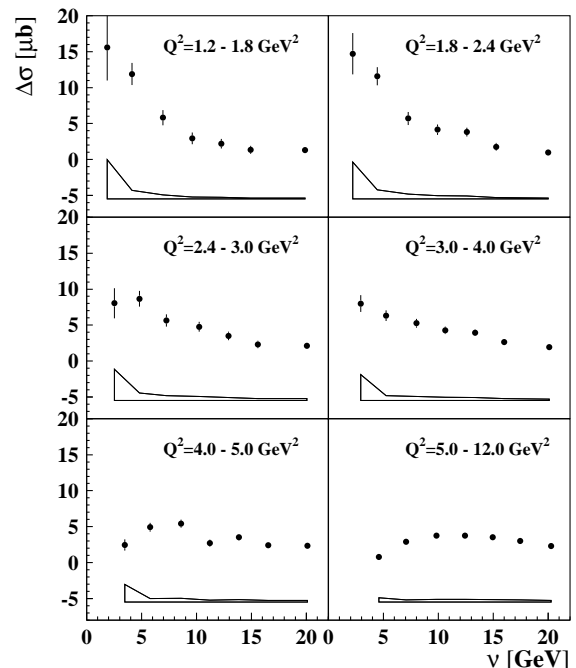 Δσ [μb]
20
15
10
5
0
-5
Q²=1.2 - 1.8 GeV²
Q²=1.8 - 2.4 GeV²
20
15
10
5
0
-5
Q²=2.4 - 3.0 GeV²
Q²=3.0 - 4.0 GeV²
20
15
10
5
0
-5
Q²=4.0 - 5.0 GeV²
Q²=5.0 - 12.0 GeV²
0 5 10 15 20 0 5 10 15 20
ν [GeV]